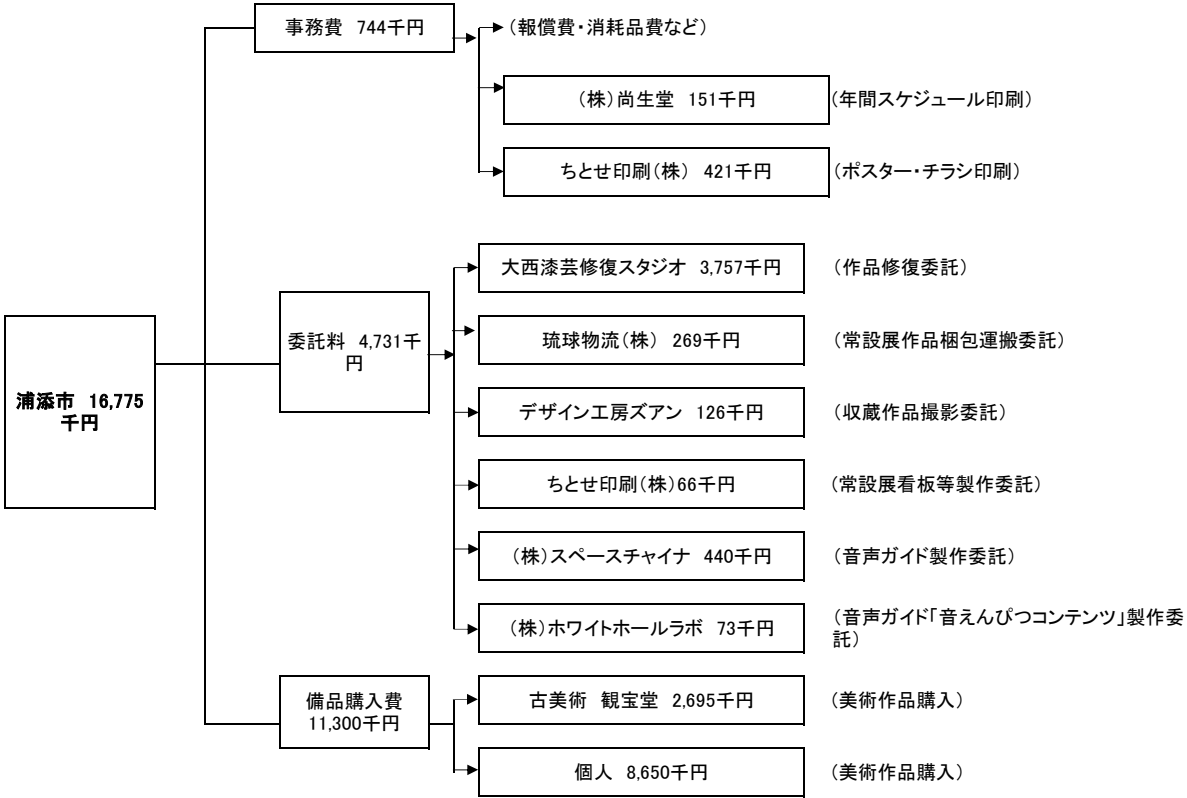 事務費 744千円
（報償費・消耗品費など）
（株）尚生堂 151千円
（年間スケジュール印刷）
ちとせ印刷（株） 421千円
（ポスター・チラシ印刷）
浦添市 16,775
千円
委託料 4,731千
円
大西漆芸修復スタジオ 3,757千円
（作品修復委託）
琉球物流（株） 269千円
（常設展作品梱包運搬委託）
デザイン工房ズアン 126千円
（収蔵作品撮影委託）
ちとせ印刷（株）66千円
（常設展看板等製作委託）
（株）スペースチャイナ 440千円
（音声ガイド製作委託）
（株）ホワイトホールラボ 73千円
（音声ガイド「音えんぴつコンテンツ」製作委
託）
備品購入費
11,300千円
古美術 観宝堂 2,695千円
（美術作品購入）
個人 8,650千円
（美術作品購入）